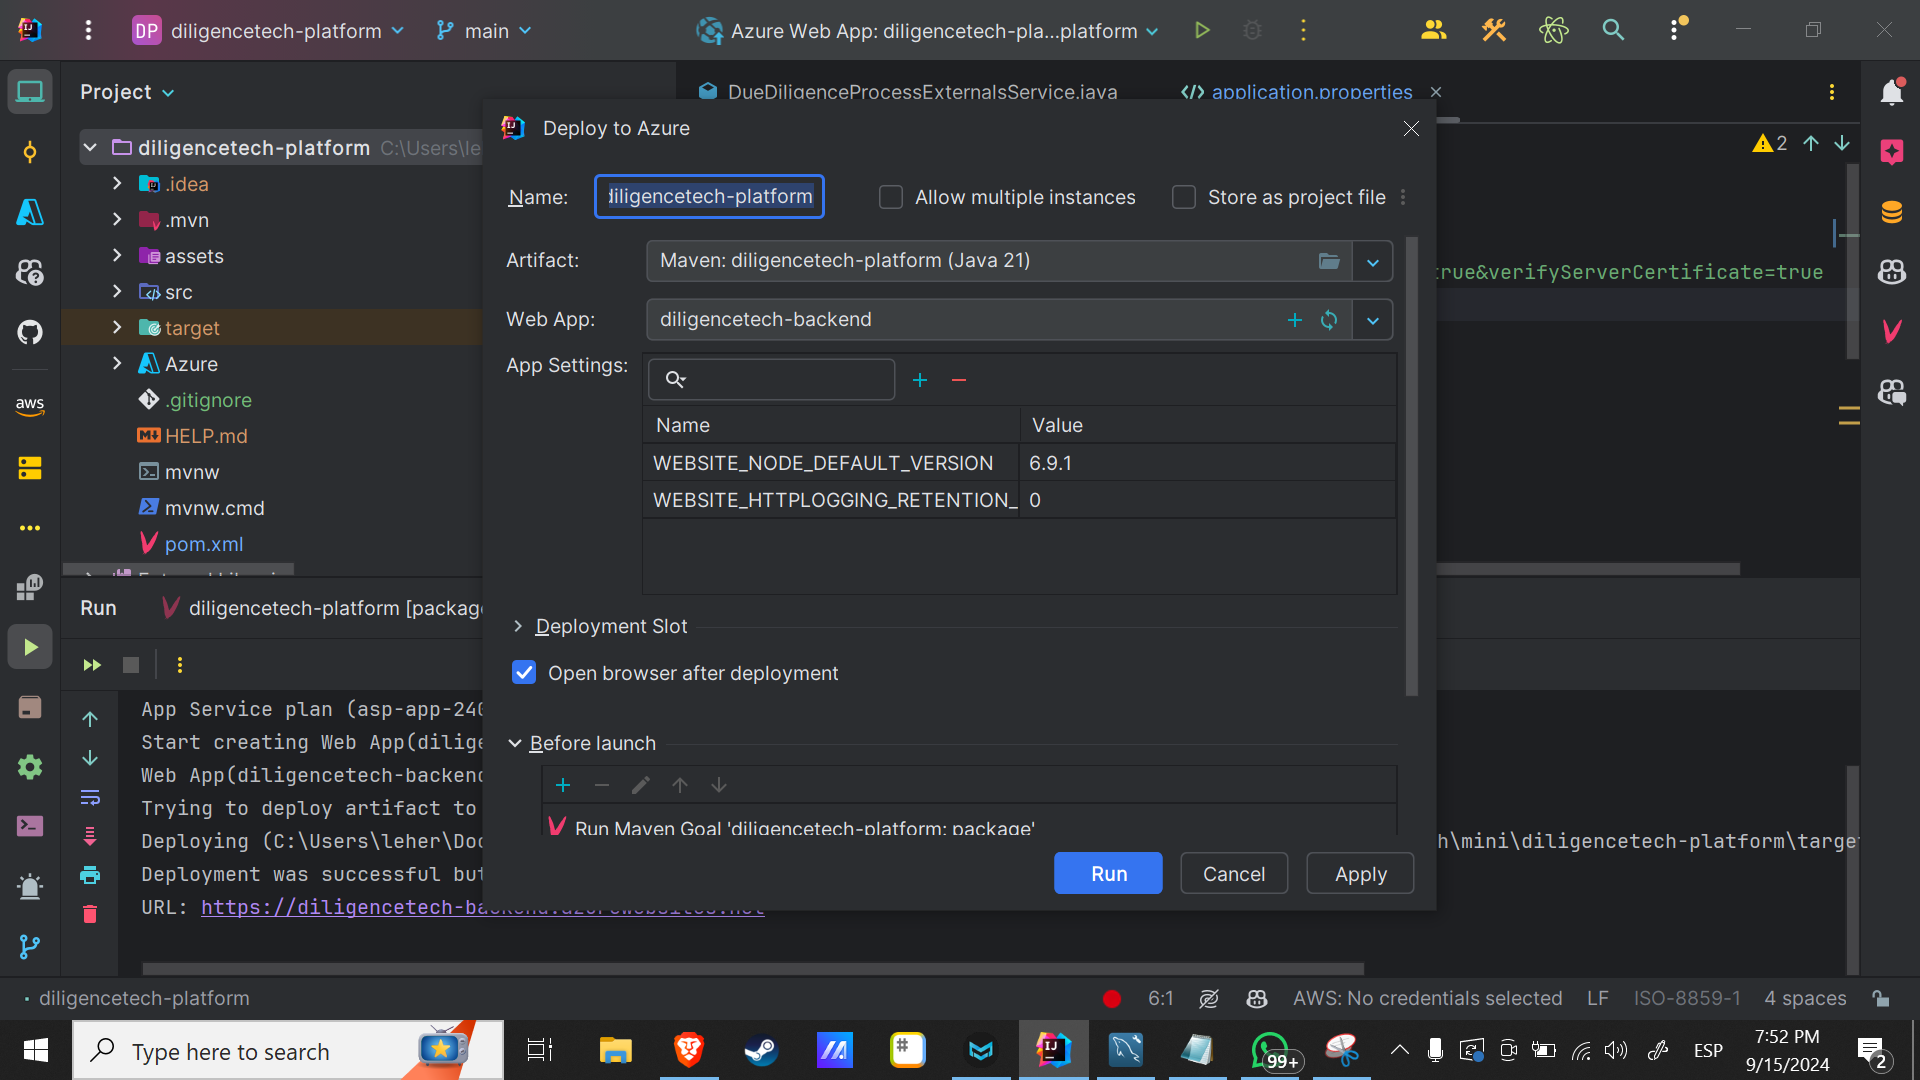 DP diligencetech-platform
main
Azure Web App: diligencetech-pla...platform
Project
DueDiligenceProcessExternalsService.java
application.properties
Deploy to Azure
2
diligencetech-platform C:\Users\le
Name: diligencetech-platform
Allow multiple instances
Store as project file
.idea
.mvn
assets
src
target
Azure
.gitignore
HELP.md
mvnw
mvnw.cmd
pom.xml
aws
Artifact: Maven: diligencetech-platform (Java 21)
true&verifyServerCertificate=true
Web App: diligencetech-backend
App Settings:
Name Value
WEBSITE_NODE_DEFAULT_VERSION 6.9.1
WEBSITE_HTTPLOGGING_RETENTION_ 0
Deployment Slot
Open browser after deployment
Before launch
Run Maven Goal 'diligencetech-platform: package'
Run Cancel Apply
Run diligencetech-platform [package
App Service plan (asp-app-240
Start creating Web App(dilige
Web App(diligencetech-backend
Trying to deploy artifact to
Deploying (C:\Users\leher\Doc
h\mini\diligencetech-platform\targe
Deployment was successful but
URL: https://diligencetech-backend.azurewebsites.net
diligencetech-platform
6:1
AWS: No credentials selected
LF
ISO-8859-1
4 spaces
Type here to search
99+
ESP
7:52 PM
9/15/2024
2